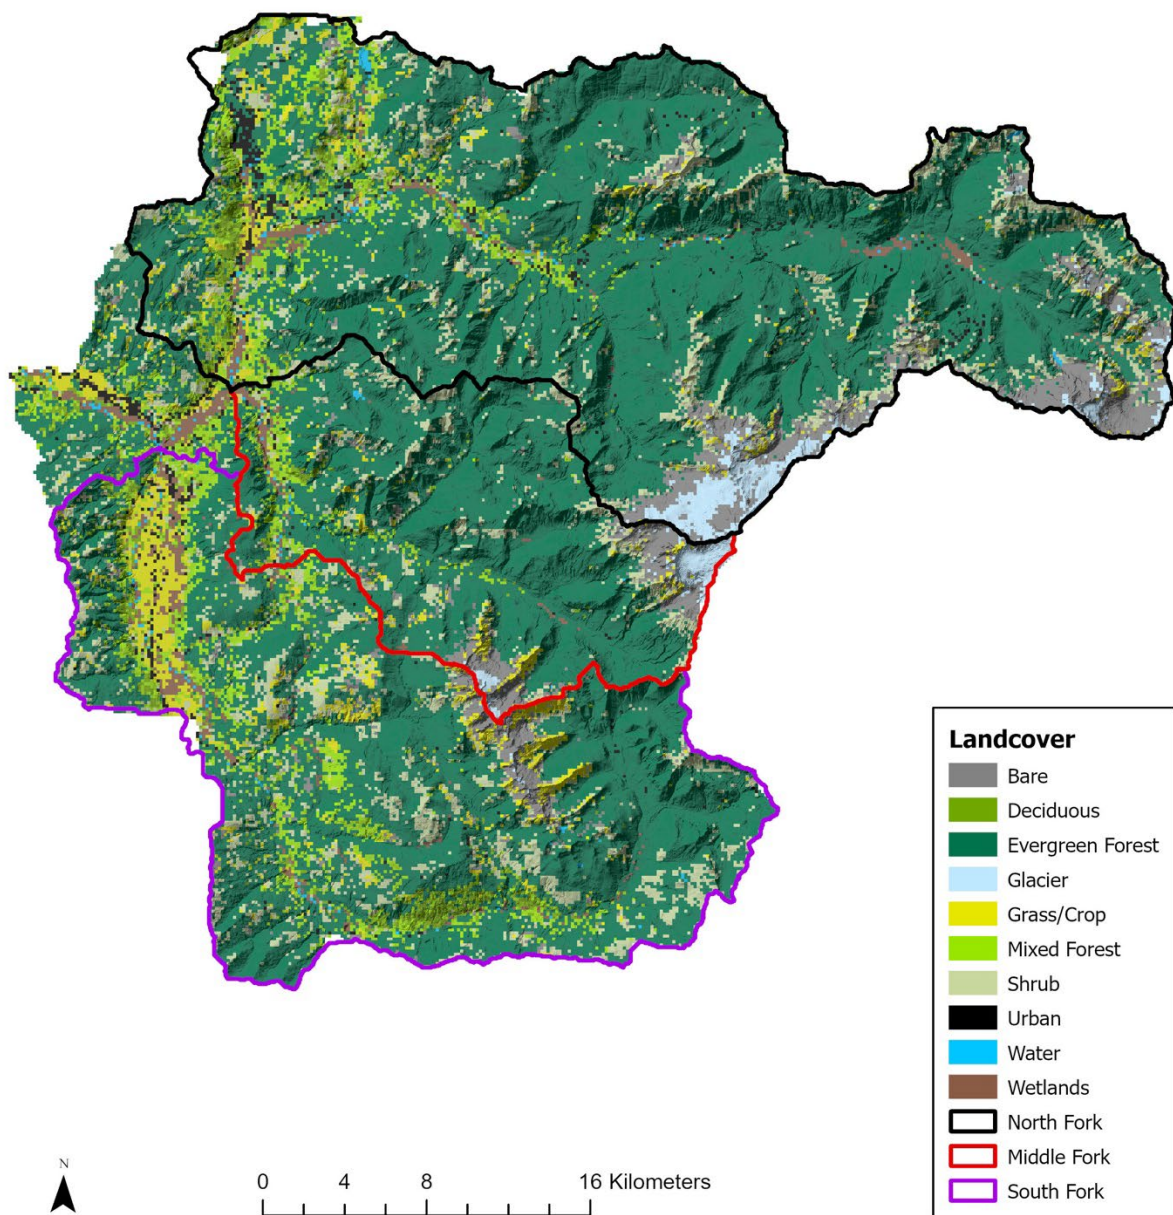 Landcover
Bare
Deciduous
Evergreen Forest
Glacier
Grass/Crop
Mixed Forest
Shrub
Urban
Water
Wetlands
North Fork
Middle Fork
South Fork
N
0 4 8 16 Kilometers